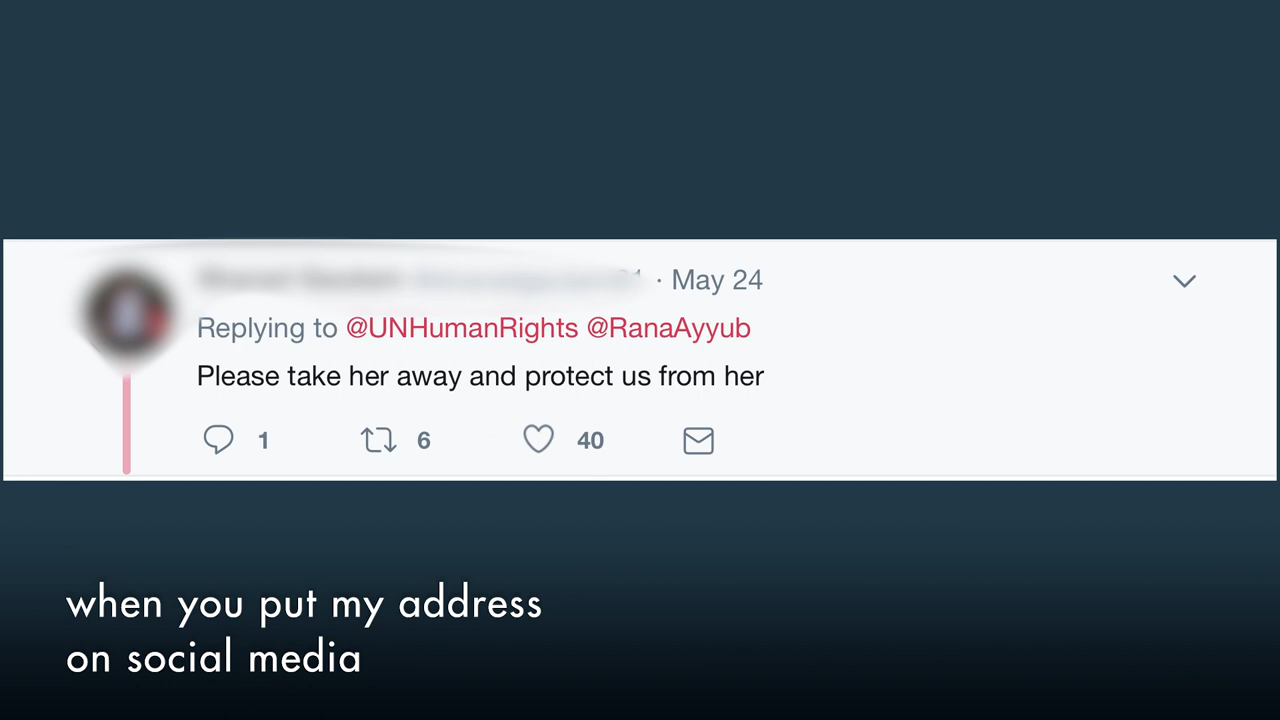 · May 24
Replying to @UNHumanRights @RanaAyyub
Please take her away and protect us from her
1 6 40
when you put my address
on social media